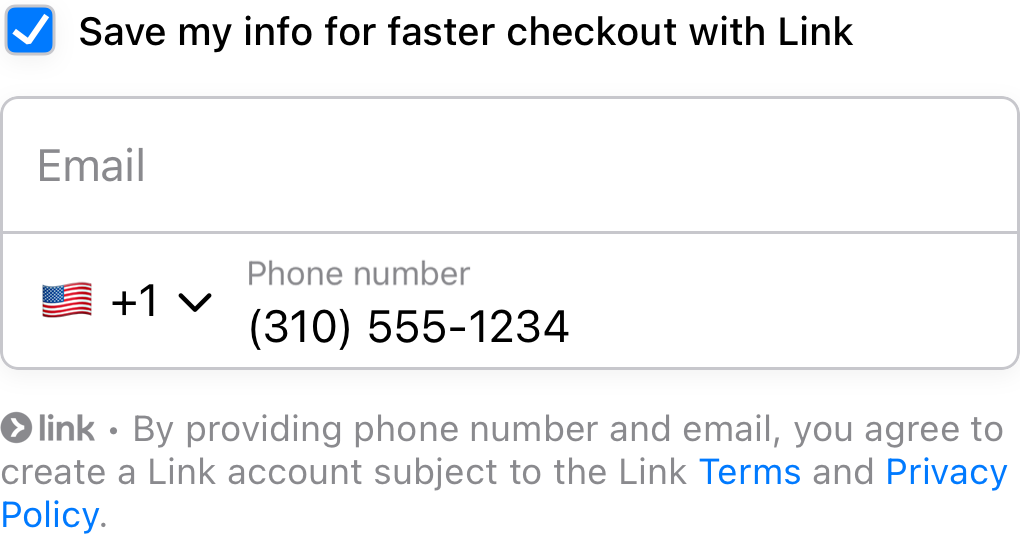 Save my info for faster checkout with Link
Email
Phone number
+1 (310) 555-1234
link • By providing phone number and email, you agree to
create a Link account subject to the Link Terms and Privacy
Policy.